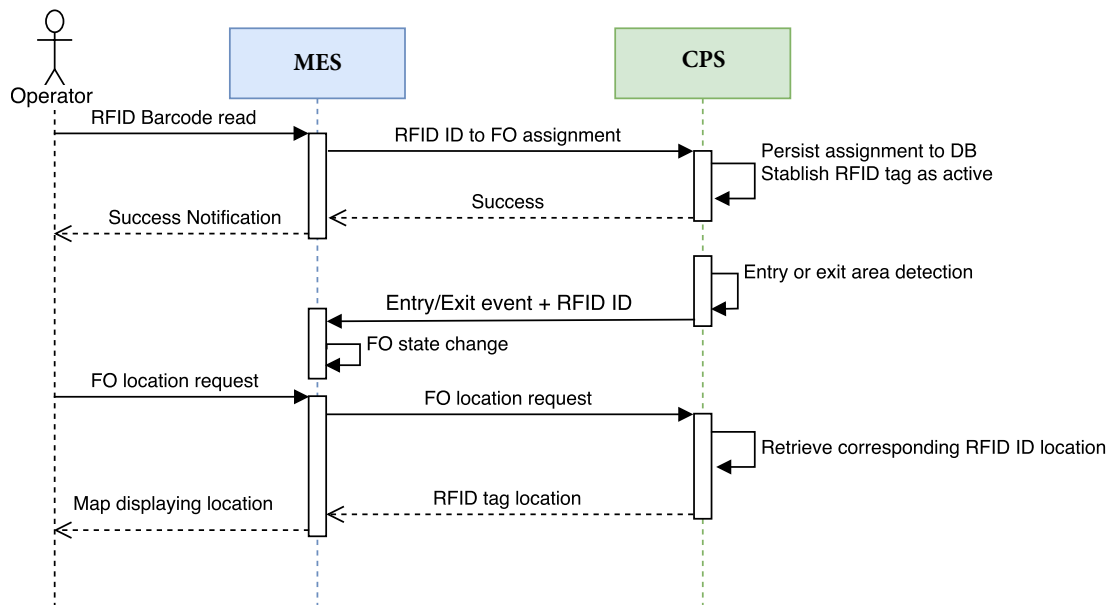 MES
CPS
Operator
RFID Barcode read
RFID ID to FO assignment
Persist assignment to DB
Stablish RFID tag as active
Success
Success Notification
Entry or exit area detection
Entry/Exit event + RFID ID
FO state change
FO location request
FO location request
Retrieve corresponding RFID ID location
RFID tag location
Map displaying location